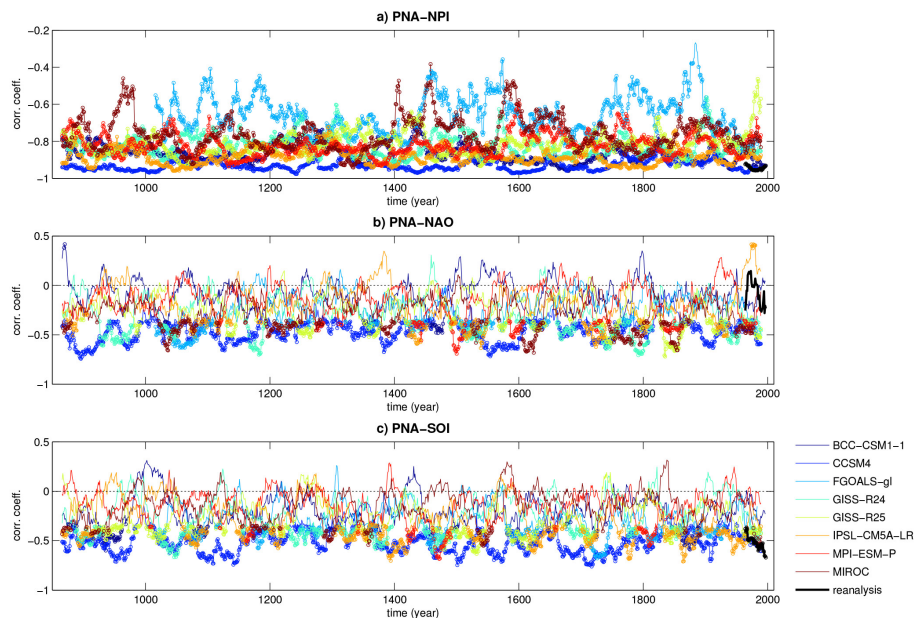 a) PNA−NPI
−0.2
−0.4
−0.6
−0.8
−1
corr. coeff.
1000 1200 1400 1600 1800 2000
time (year)
b) PNA−NAO
0.5
0
−0.5
−1
corr. coeff.
1000 1200 1400 1600 1800 2000
time (year)
c) PNA−SOI
0.5
0
−0.5
−1
corr. coeff.
1000 1200 1400 1600 1800 2000
time (year)
BCC−CSM1−1
CCSM4
FGOALS−gl
GISS−R24
GISS−R25
IPSL−CM5A−LR
MPI−ESM−P
MIROC
reanalysis